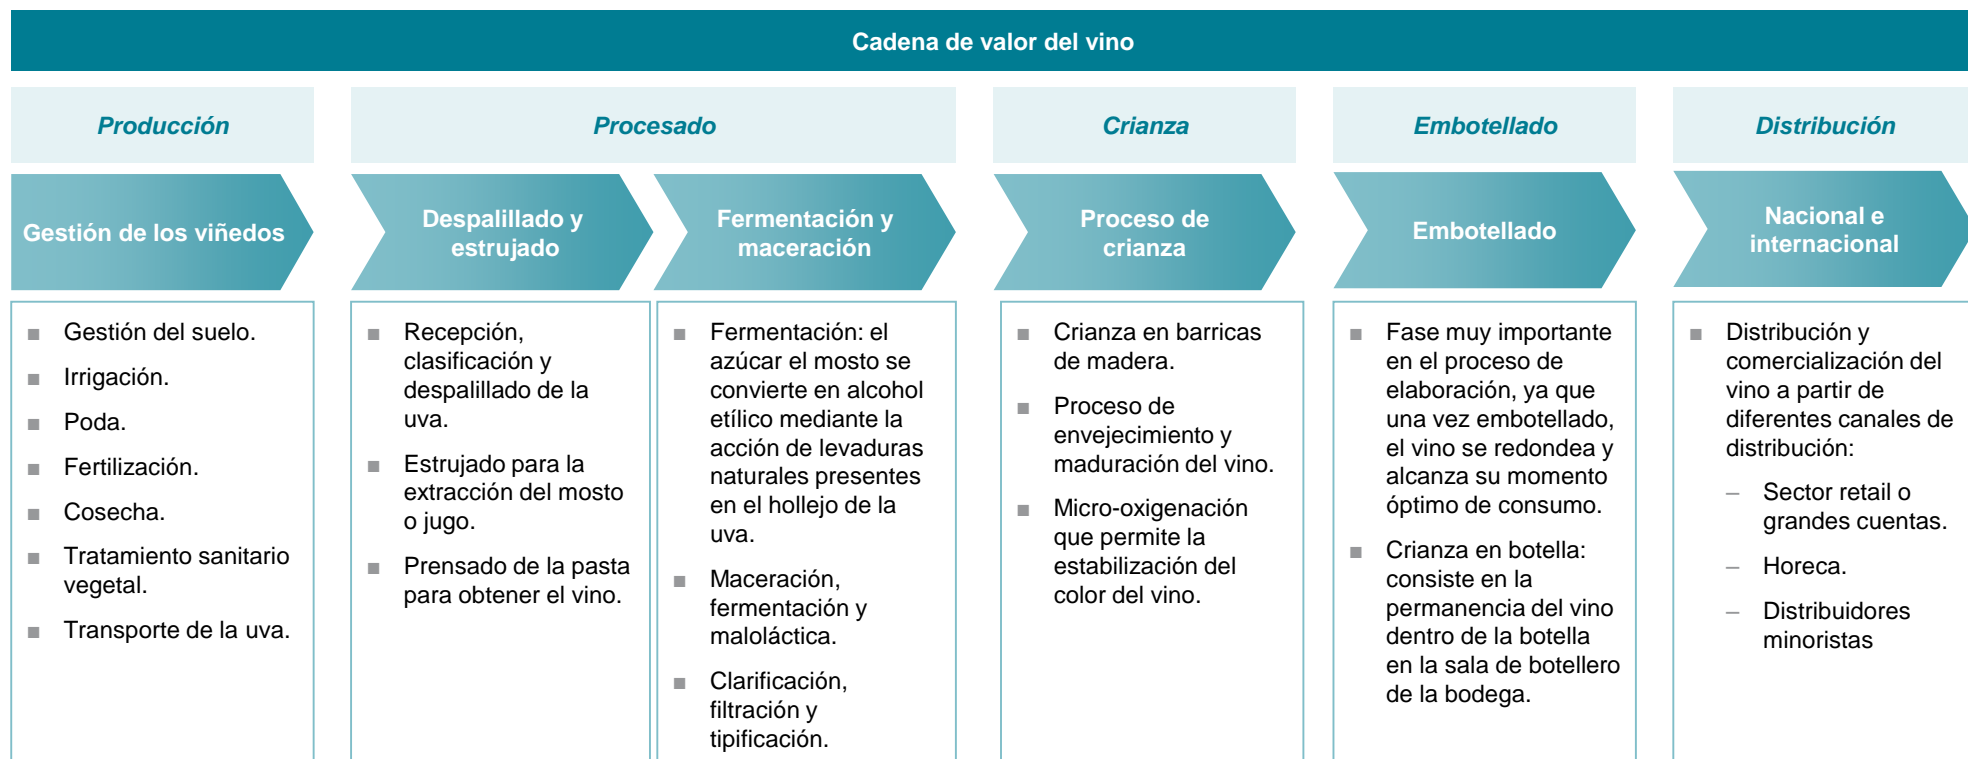 Cadena de valor del vino
Producción
Procesado
Crianza
Embotellado
Distribución
Gestión de los viñedos
Despalillado y
estrujado
Fermentación y
maceración
Proceso de
crianza
Embotellado
Nacional e
internacional
■ Gestión del suelo.
■ Irrigación.
■ Poda.
■ Fertilización.
■ Cosecha.
■ Tratamiento sanitario
vegetal.
■ Transporte de la uva.
■ Recepción,
clasificación y
despalillado de la
uva.
■ Estrujado para la
extracción del mosto
o jugo.
■ Prensado de la pasta
para obtener el vino.
■ Fermentación: el
azúcar el mosto se
convierte en alcohol
etílico mediante la
acción de levaduras
naturales presentes
en el hollejo de la
uva.
■ Maceración,
fermentación y
maloláctica.
■ Clarificación,
filtración y
tipificación.
■ Crianza en barricas
de madera.
■ Proceso de
envejecimiento y
maduración del vino.
■ Micro-oxigenación
que permite la
estabilización del
color del vino.
■ Fase muy importante
en el proceso de
elaboración, ya que
una vez embotellado,
el vino se redondea y
alcanza su momento
óptimo de consumo.
■ Crianza en botella:
consiste en la
permanencia del vino
dentro de la botella
en la sala de botellero
de la bodega.
■ Distribución y
comercialización del
vino a partir de
diferentes canales de
distribución:
– Sector retail o
grandes cuentas.
– Horeca.
– Distribuidores
minoristas